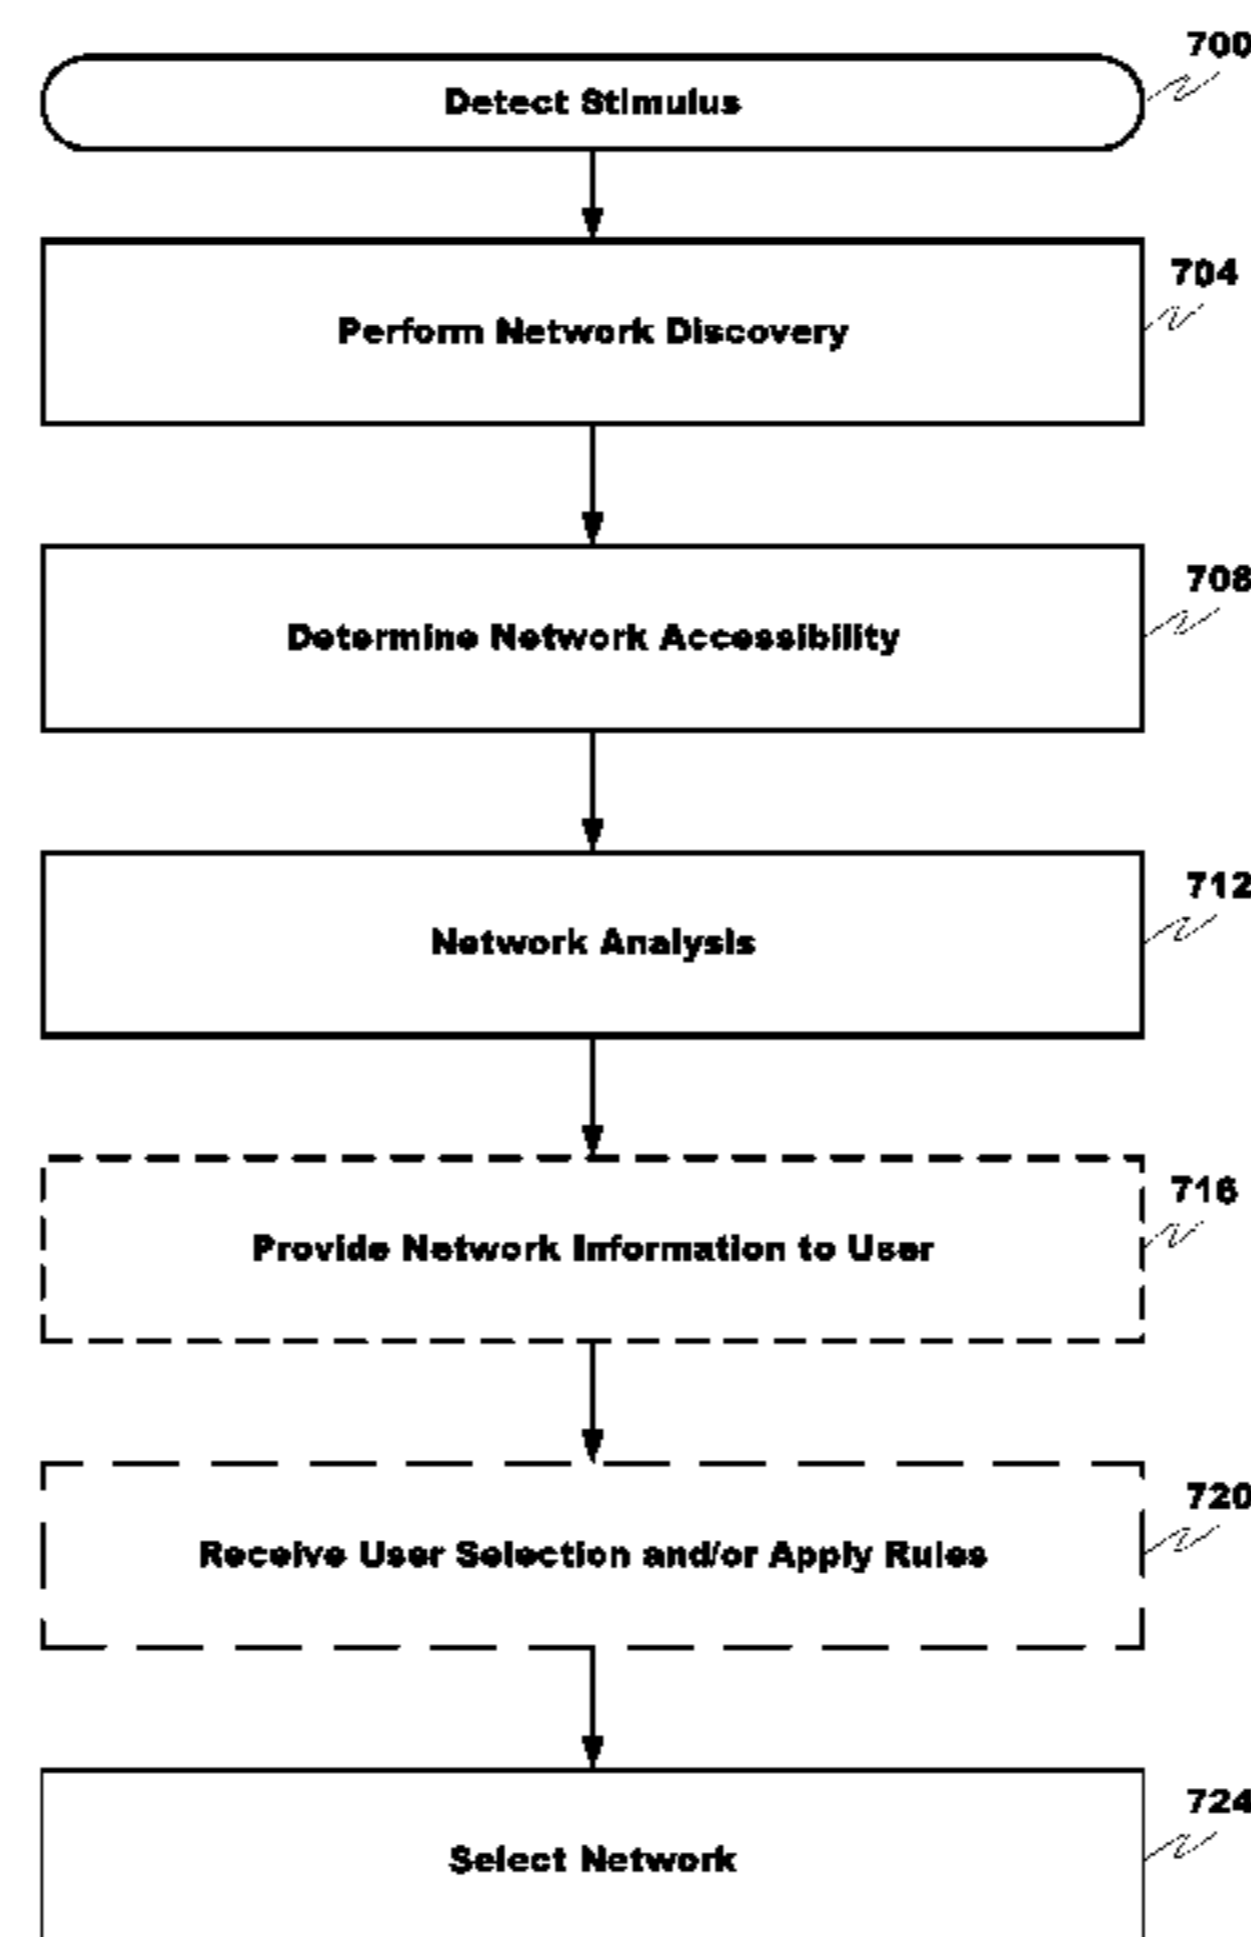 700
Detect Stimulus
704
Perform Network Discovery
708
Determine Network Accessibility
712
Network Analysis
716
Provide Network Information to User
720
Receive User Selection and/or Apply Rules
724
Select Network